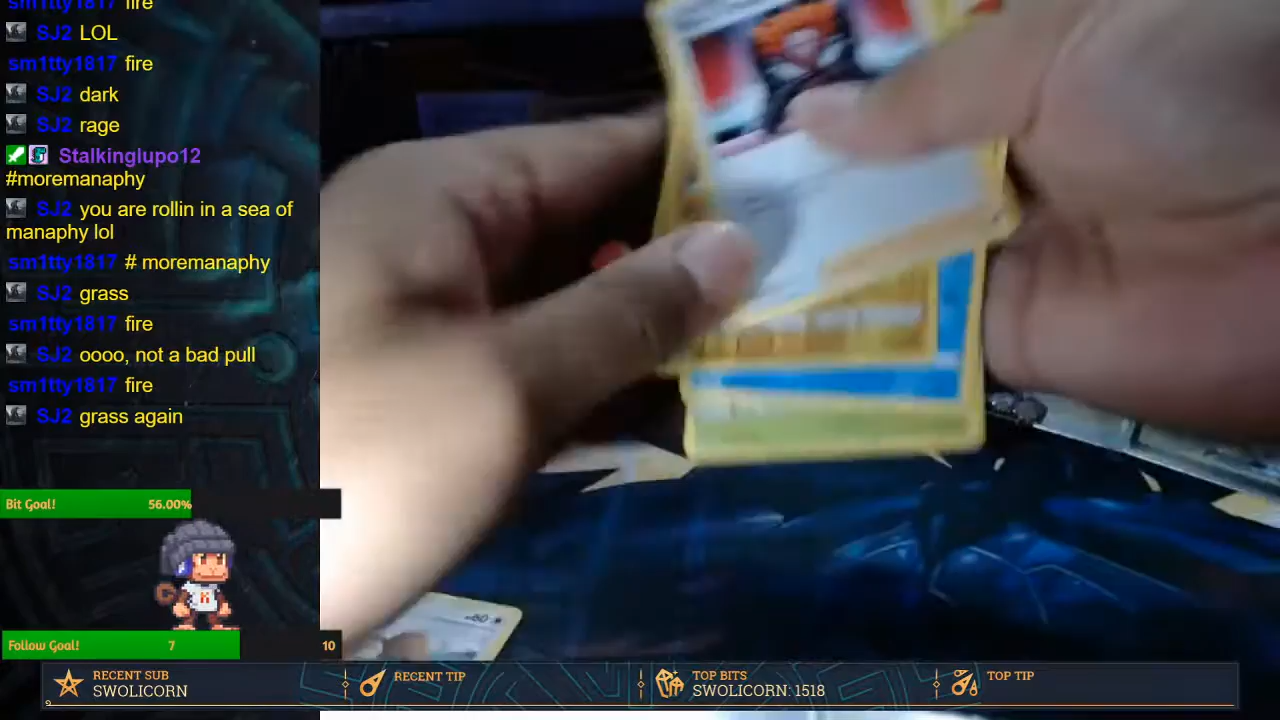 sm1tty1817 fire
SJ2 LOL
sm1tty1817 fire
SJ2 dark
SJ2 rage
Stalkinglupo12
#moremanaphy
SJ2 you are rollin in a sea of
manaphy lol
sm1tty1817 # moremanaphy
SJ2 grass
sm1tty1817 fire
SJ2 oooo, not a bad pull
sm1tty1817 fire
SJ2 grass again
Bit Goal! 56.00%
Follow Goal! 7 10
RECENT SUB
SWOLICORN
RECENT TIP
TOP BITS
SWOLICORN: 1518
TOP TIP